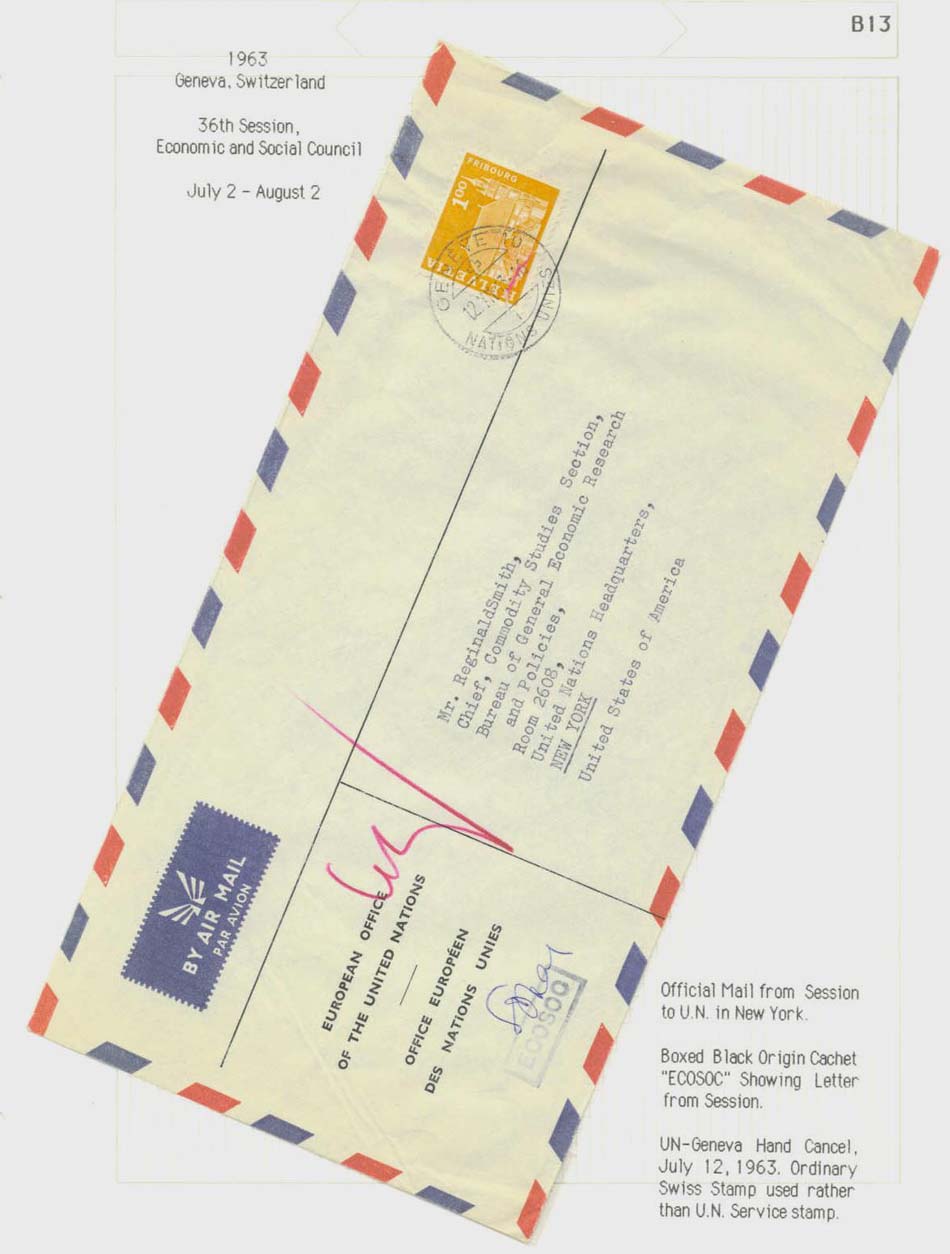 B13
1963
Geneva, Switzerland
36th Session,
Economic and Social Council
July 2 - August 2
FRIBOURG
1 00
HELVETIA
GENEVE 10
12.
NATIONS UNIES
Mr. ReginaldSmith,
Chief, Commodity Studies Section,
Bureau of General Economic Research
and Policies,
Room 2608,
United Nations Headquarters,
NEW YORK
United States of America
BY AIR MAIL
PAR AVION
EUROPEAN OFFICE
OF THE UNITED NATIONS
OFFICE EUROPÉEN
DES NATIONS UNIES
ECOSOC
Official Mail from Session
to U.N. in New York.
Boxed Black Origin Cachet
"ECOSOC" Showing Letter
from Session.
UN-Geneva Hand Cancel,
July 12, 1963. Ordinary
Swiss Stamp used rather
than U.N. Service stamp.